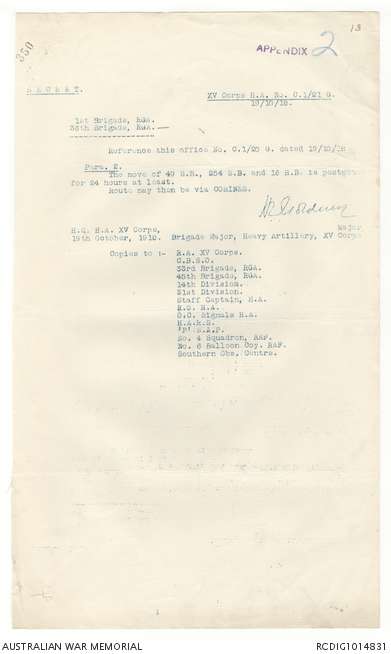 350
13
APPENDIX 2
SECRET.
XV Corps H.A. No. C.1/21 G.
19/10/18.
1st Brigade, RGA.
36th Brigade, RGA.
Reference this office No. C.1/20 G. dated 19/10/18
Para. 2.
The move of 49 S.B., 254 S.B. and 16 H.B. is postponed
for 24 hours at least.
Route may then be via COMINES.
Major
H.Q. H.A. XV Corps,
19th October, 1918. Brigade Major, Heavy Artillery, XV Corps
Copies to :-
R.A. XV Corps.
C.B.S.O.
33rd Brigade, RGA.
45th Brigade, RGA.
14th Division.
31st Division.
Staff Captain, H.A.
R.O. H.A.
O.C. Signals H.A.
H.A.R.S.
'P' B.S.P.
No. 4 Squadron, RAF.
No. 6 Balloon Coy. RAF.
Southern Obs. Centre.
AUSTRALIAN WAR MEMORIAL
RCDIG1014831